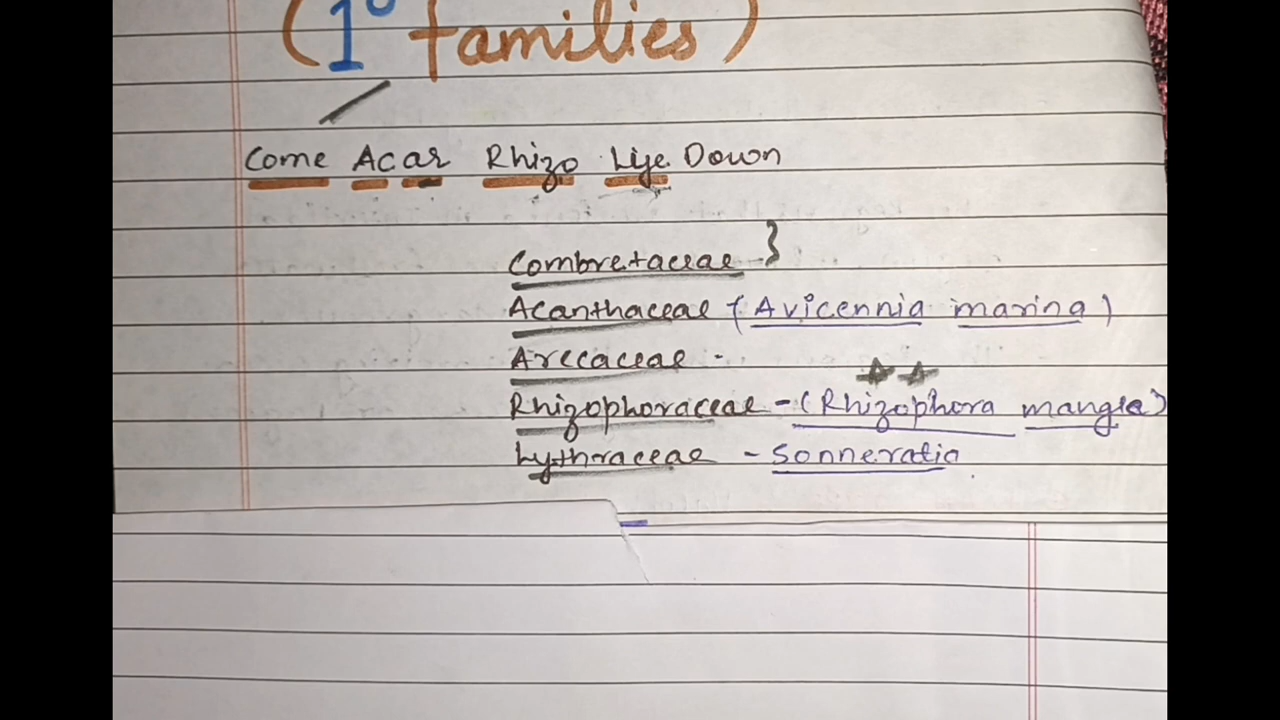 (1° families)
Come Acar Rhizo Lye Down
Combretaceae }
Acanthaceae (Avicennia marina)
Arecaceae -
Rhizophoraceae - (Rhizophora mangle)
Lythraceae - Sonneratia